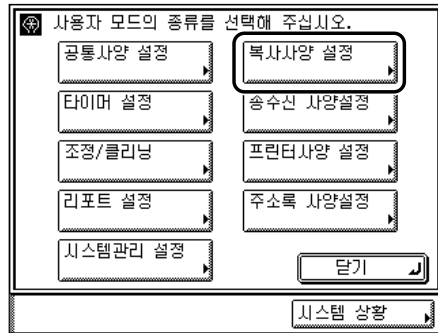 사용자 모드의 종류를 선택해 주십시오.
공통사양 설정
복사사양 설정
타이머 설정
송수신 사양설정
조정/클리닝
프린터사양 설정
리포트 설정
주소록 사양설정
시스템관리 설정
닫기
시스템 상황